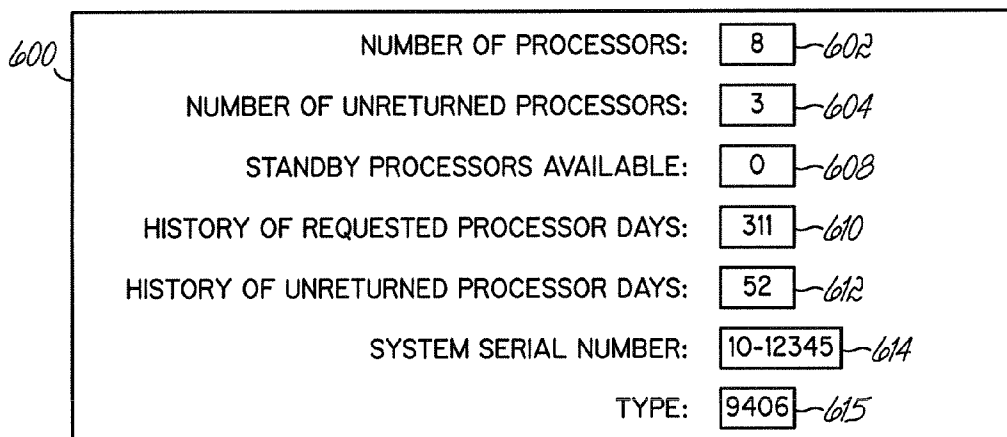 600
NUMBER OF PROCESSORS: 8 602
NUMBER OF UNRETURNED PROCESSORS: 3 604
STANDBY PROCESSORS AVAILABLE: 0 608
HISTORY OF REQUESTED PROCESSOR DAYS: 311 610
HISTORY OF UNRETURNED PROCESSOR DAYS: 52 612
SYSTEM SERIAL NUMBER: 10-12345 614
TYPE: 9406 615